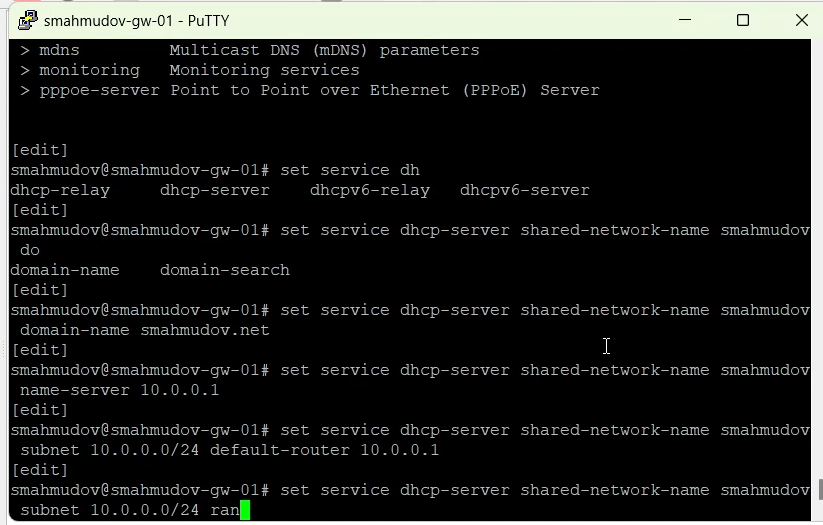 smahmudov-gw-01 - PuTTY
> mdns Multicast DNS (mDNS) parameters
> monitoring Monitoring services
> pppoe-server Point to Point over Ethernet (PPPoE) Server
[edit]
smahmudov@smahmudov-gw-01# set service dh
dhcp-relay dhcp-server dhcpv6-relay dhcpv6-server
[edit]
smahmudov@smahmudov-gw-01# set service dhcp-server shared-network-name smahmudov
do
domain-name domain-search
[edit]
smahmudov@smahmudov-gw-01# set service dhcp-server shared-network-name smahmudov
domain-name smahmudov.net
[edit]
smahmudov@smahmudov-gw-01# set service dhcp-server shared-network-name smahmudov
name-server 10.0.0.1
[edit]
smahmudov@smahmudov-gw-01# set service dhcp-server shared-network-name smahmudov
subnet 10.0.0.0/24 default-router 10.0.0.1
[edit]
smahmudov@smahmudov-gw-01# set service dhcp-server shared-network-name smahmudov
subnet 10.0.0.0/24 ran